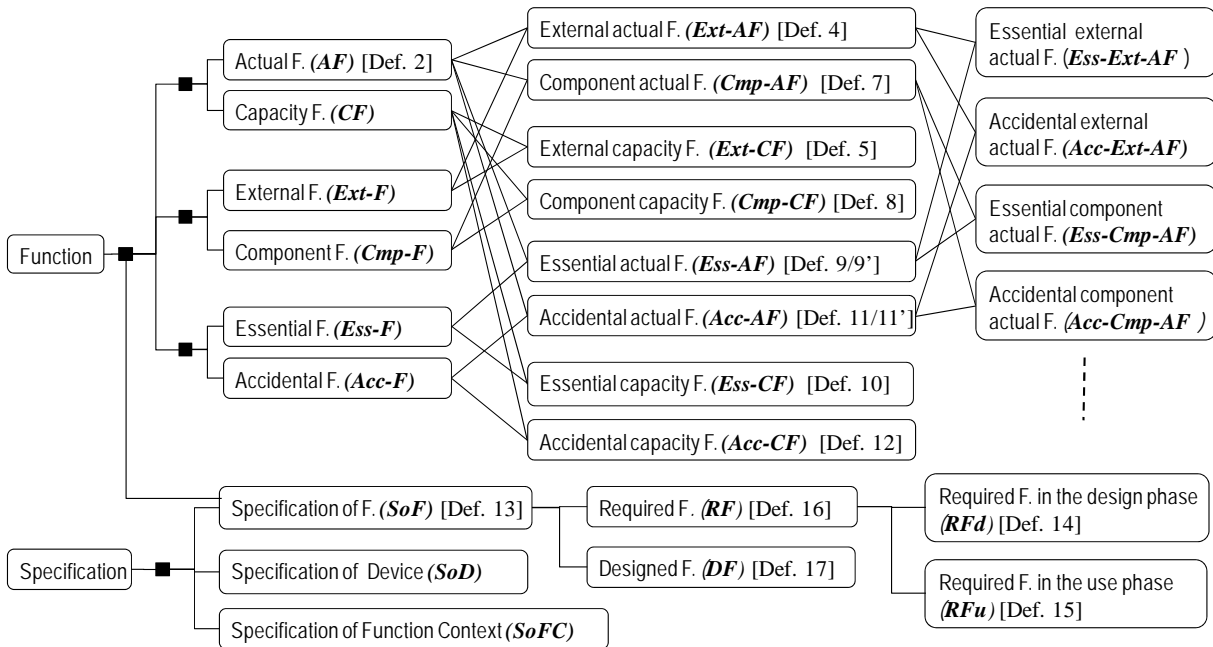 Function
Specification
Actual F. (AF) [Def. 2]
Capacity F. (CF)
External F. (Ext-F)
Component F. (Cmp-F)
Essential F. (Ess-F)
Accidental F. (Acc-F)
Specification of F. (SoF) [Def. 13]
Specification of Device (SoD)
Specification of Function Context (SoFC)
External actual F. (Ext-AF) [Def. 4]
Component actual F. (Cmp-AF) [Def. 7]
External capacity F. (Ext-CF) [Def. 5]
Component capacity F. (Cmp-CF) [Def. 8]
Essential actual F. (Ess-AF) [Def. 9/9’]
Accidental actual F. (Acc-AF) [Def. 11/11’]
Essential capacity F. (Ess-CF) [Def. 10]
Accidental capacity F. (Acc-CF) [Def. 12]
Required F. (RF) [Def. 16]
Designed F. (DF) [Def. 17]
Essential external
actual F. (Ess-Ext-AF )
Accidental external
actual F. (Acc-Ext-AF)
Essential component
actual F. (Ess-Cmp-AF)
Accidental component
actual F. (Acc-Cmp-AF )
Required F. in the design phase
(RFd) [Def. 14]
Required F. in the use phase
(RFu) [Def. 15]